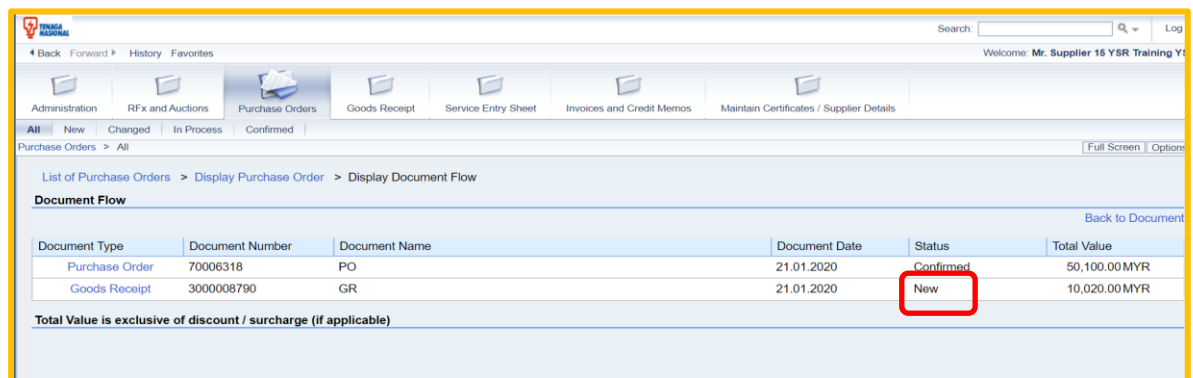 TENAGA NASIONAL Search: Log
Back Forward History Favorites Welcome: Mr. Supplier 15 YSR Training
Administration RFx and Auctions Purchase Orders Goods Receipt Service Entry Sheet Invoices and Credit Memos Maintain Certificates / Supplier Details
All New Changed In Process Confirmed
Purchase Orders > All Full Screen Options
List of Purchase Orders > Display Purchase Order > Display Document Flow
Document Flow
Back to Document
Document Type Document Number Document Name Document Date Status Total Value
Purchase Order 70006318 PO 21.01.2020 Confirmed 50,100.00 MYR
Goods Receipt 3000008790 GR 21.01.2020 New 10,020.00 MYR
Total Value is exclusive of discount / surcharge (if applicable)